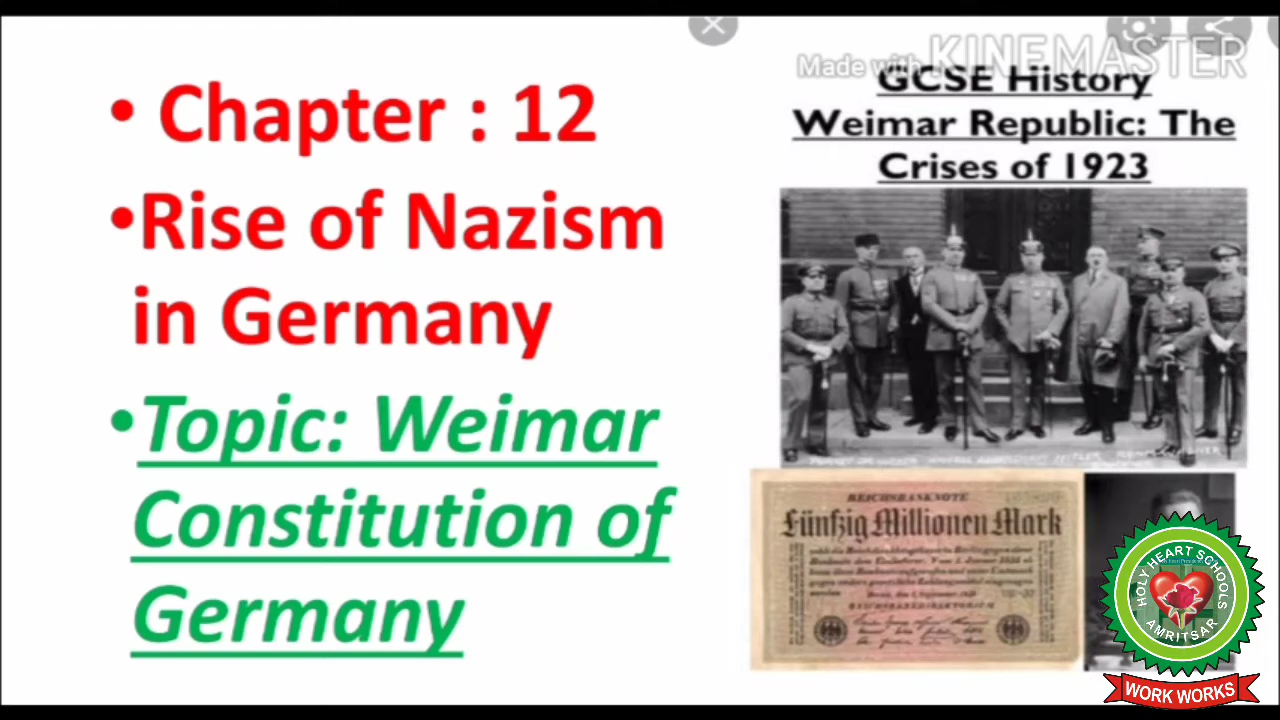 • Chapter : 12
•Rise of Nazism
in Germany
•Topic: Weimar
Constitution of
Germany
Made with KINEMASTER
GCSE History
Weimar Republic: The
Crises of 1923
REICHSBANKNOTE
Fünfzig Millionen Mark
HOLY HEART SCHOOLS
AMRITSAR
WORK WORKS